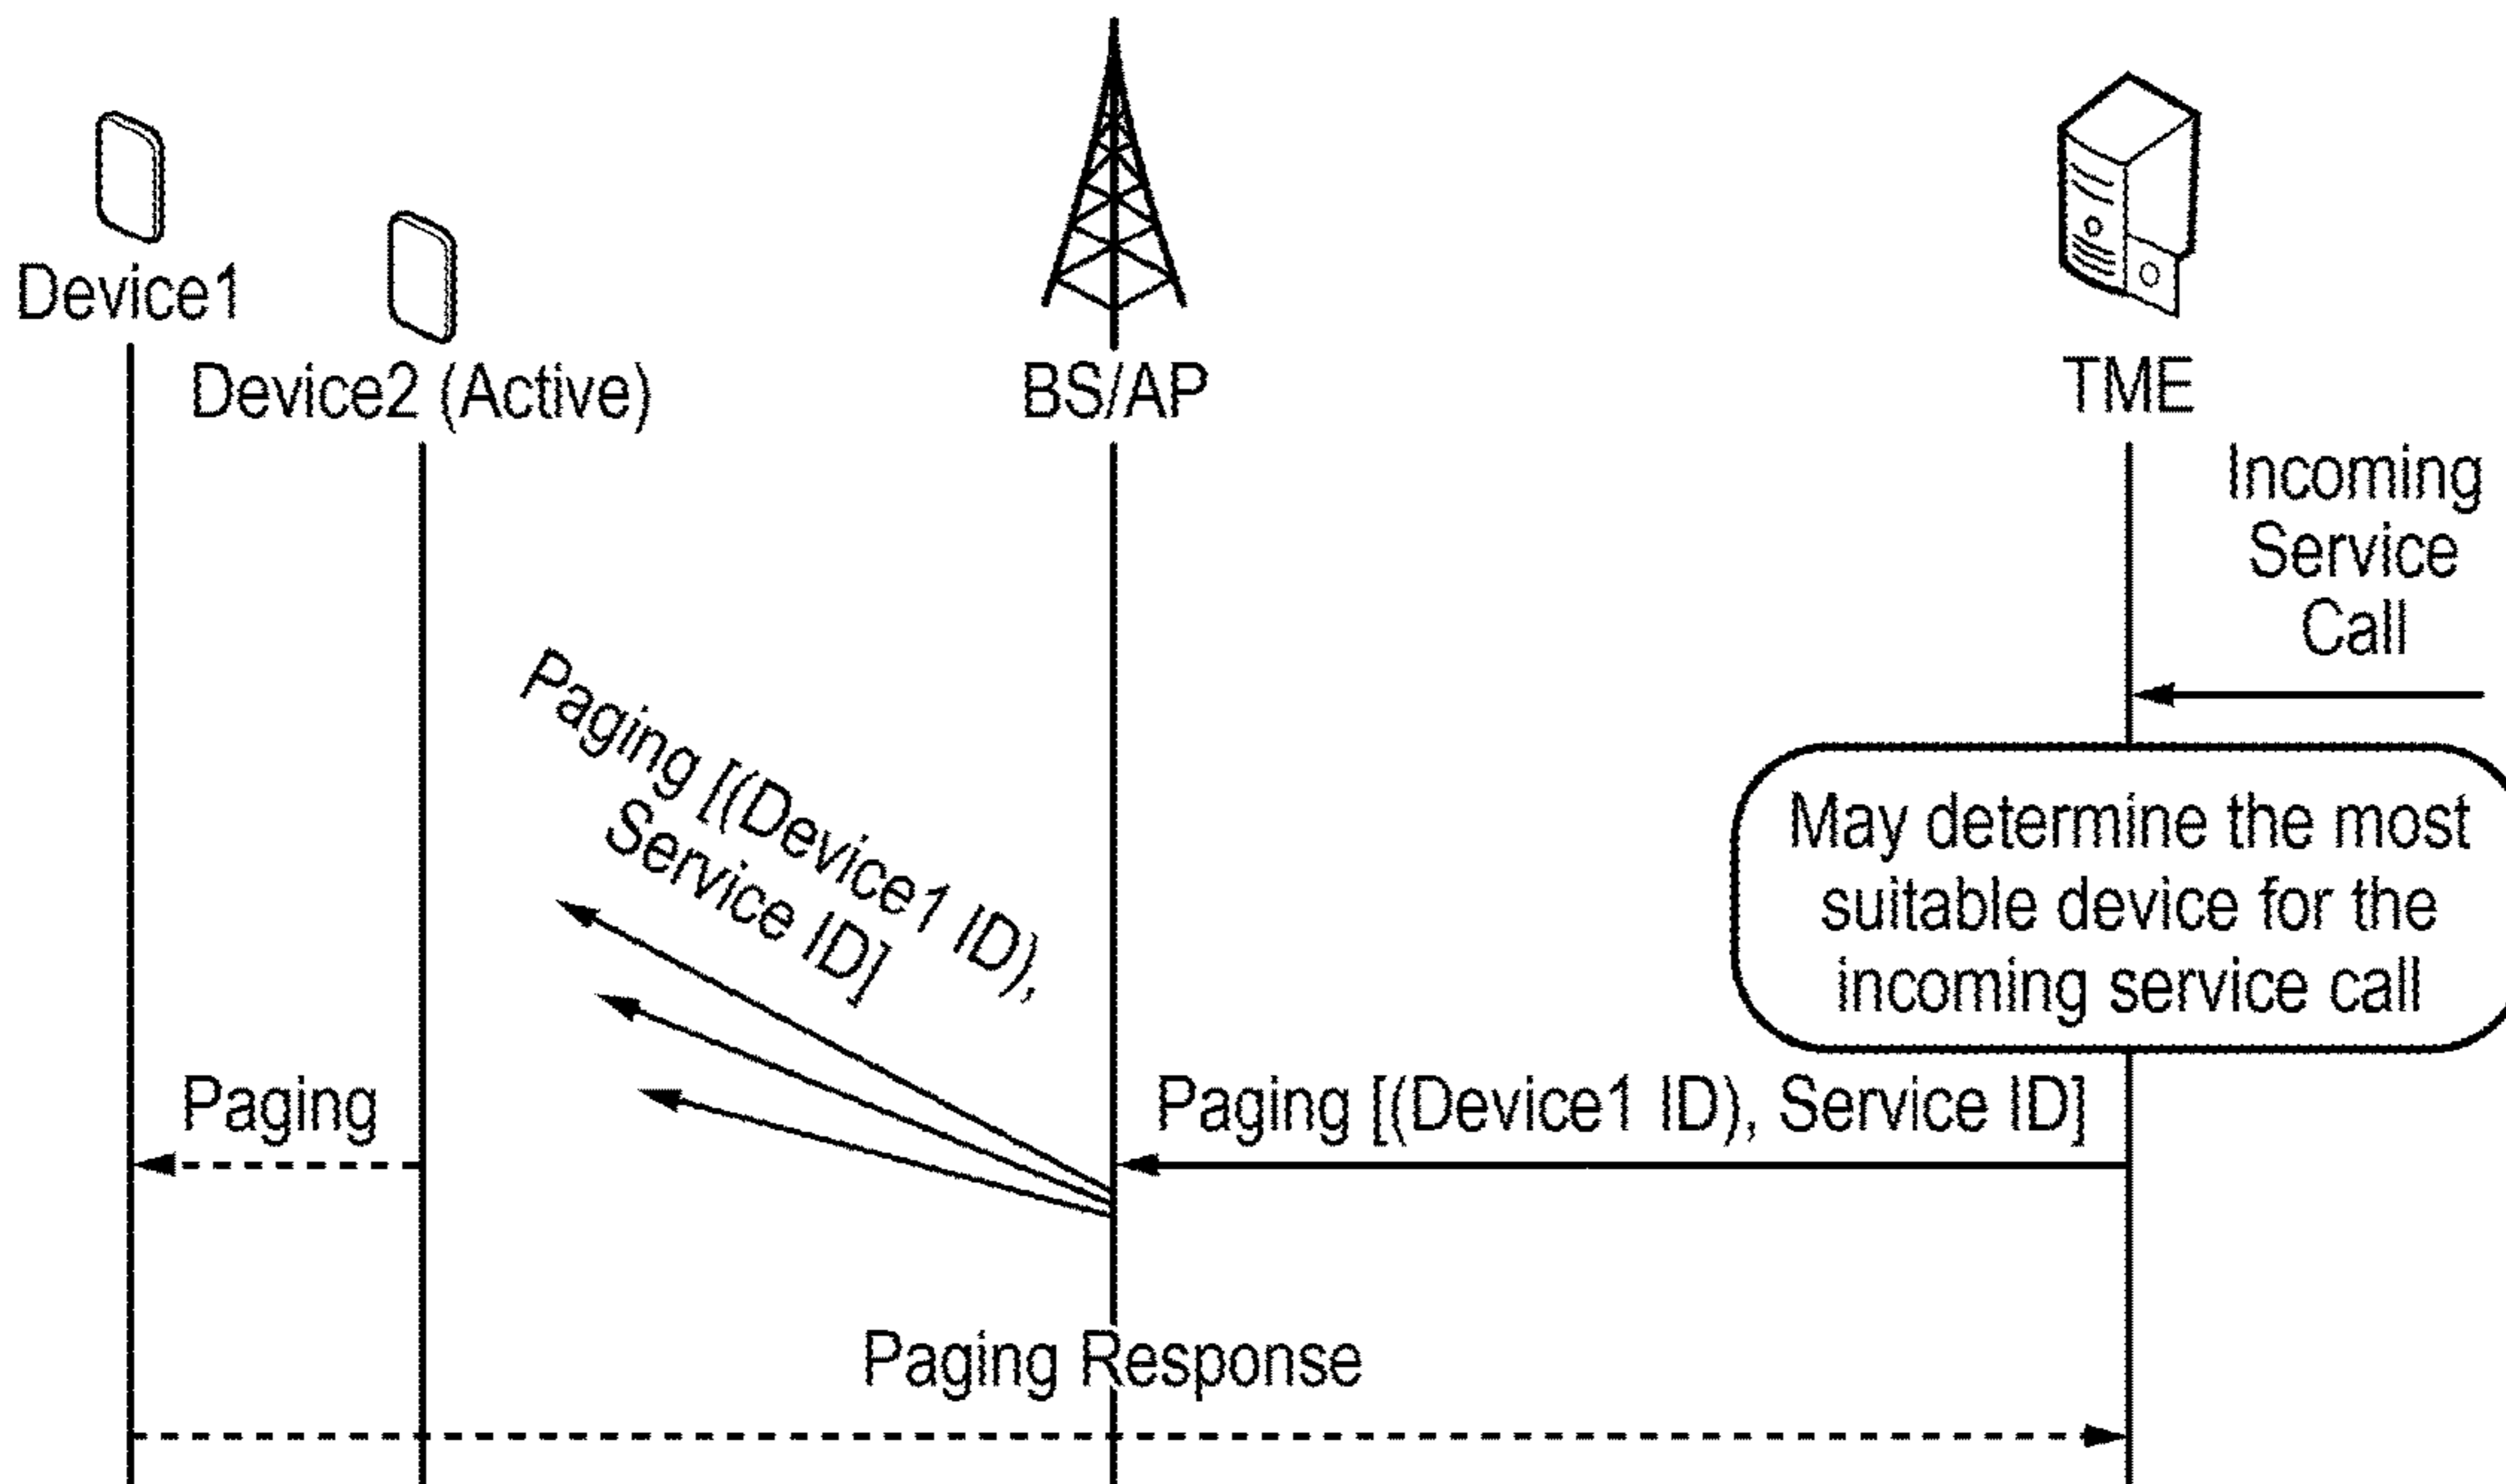 Device1
Device2 (Active)
BS/AP
TME
Incoming
Service
Call
May determine the most
suitable device for the
incoming service call
Paging [(Device1 ID),
Service ID]
Paging [(Device1 ID), Service ID]
Paging
Paging Response